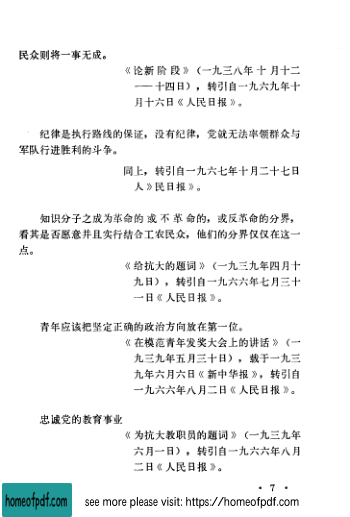 民众则将一事无成。
《论新阶段》（一九三八年十月十二
——十四日），转引自一九六九年十
月十六日《人民日报》。
纪律是执行路线的保证，没有纪律，党就无法率领群众与
军队行进胜利的斗争。
同上，转引自一九六七年十月二十七日
人》民日报》。
知识分子之成为革命的或不革命的，或反革命的分界，
看其是否愿意并且实行结合工农民众，他们的分界仅仅在这一
点。
《给抗大的题词》（一九三九年四月十
九日），转引自一九六六年七月三十
一日《人民日报》。
青年应该把坚定正确的政治方向放在第一位。
《在模范青年发奖大会上的讲话》（一
九三九年五月三十日），载于一九三
九年六月六日《新中华报》，转引自
一九六六年八月二日《人民日报》。
忠诚党的教育事业
《为抗大教职员的题词》（一九三九年
六月一日），转引自一九六六年八月
二日《人民日报》。
• 7 •
homeofpdf.com
see more please visit: https://homeofpdf.com